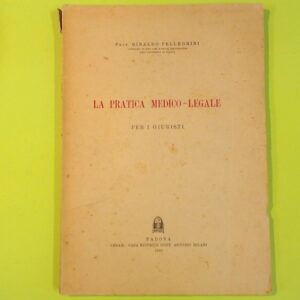 Prof. RINALDO PELLEGRINI
LA PRATICA MEDICO-LEGALE
PER I GIURISTI
PADOVA
CEDAM - CASA EDITRICE DOTT. ANTONIO MILANI